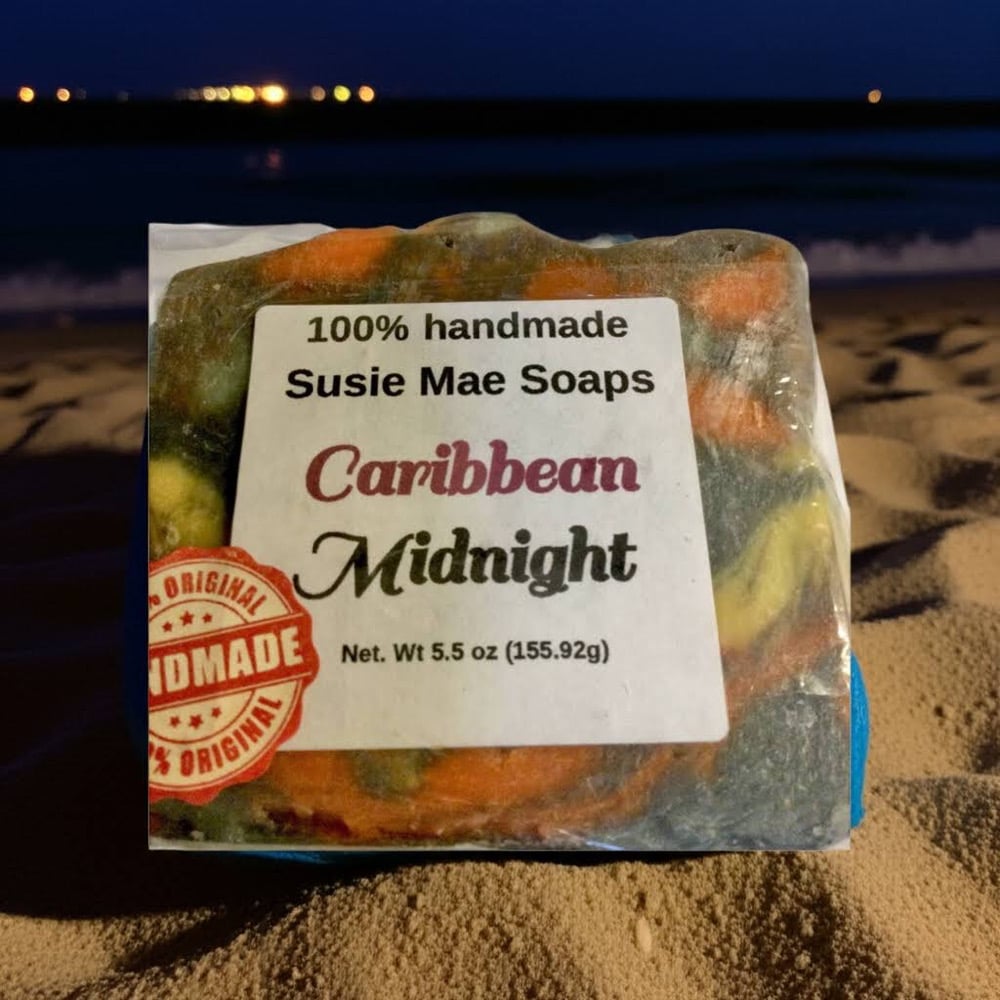 100% handmade
Susie Mae Soaps
Caribbean
Midnight
Net. Wt 5.5 oz (155.92g)
% ORIGINAL
NDMADE
% ORIGINAL